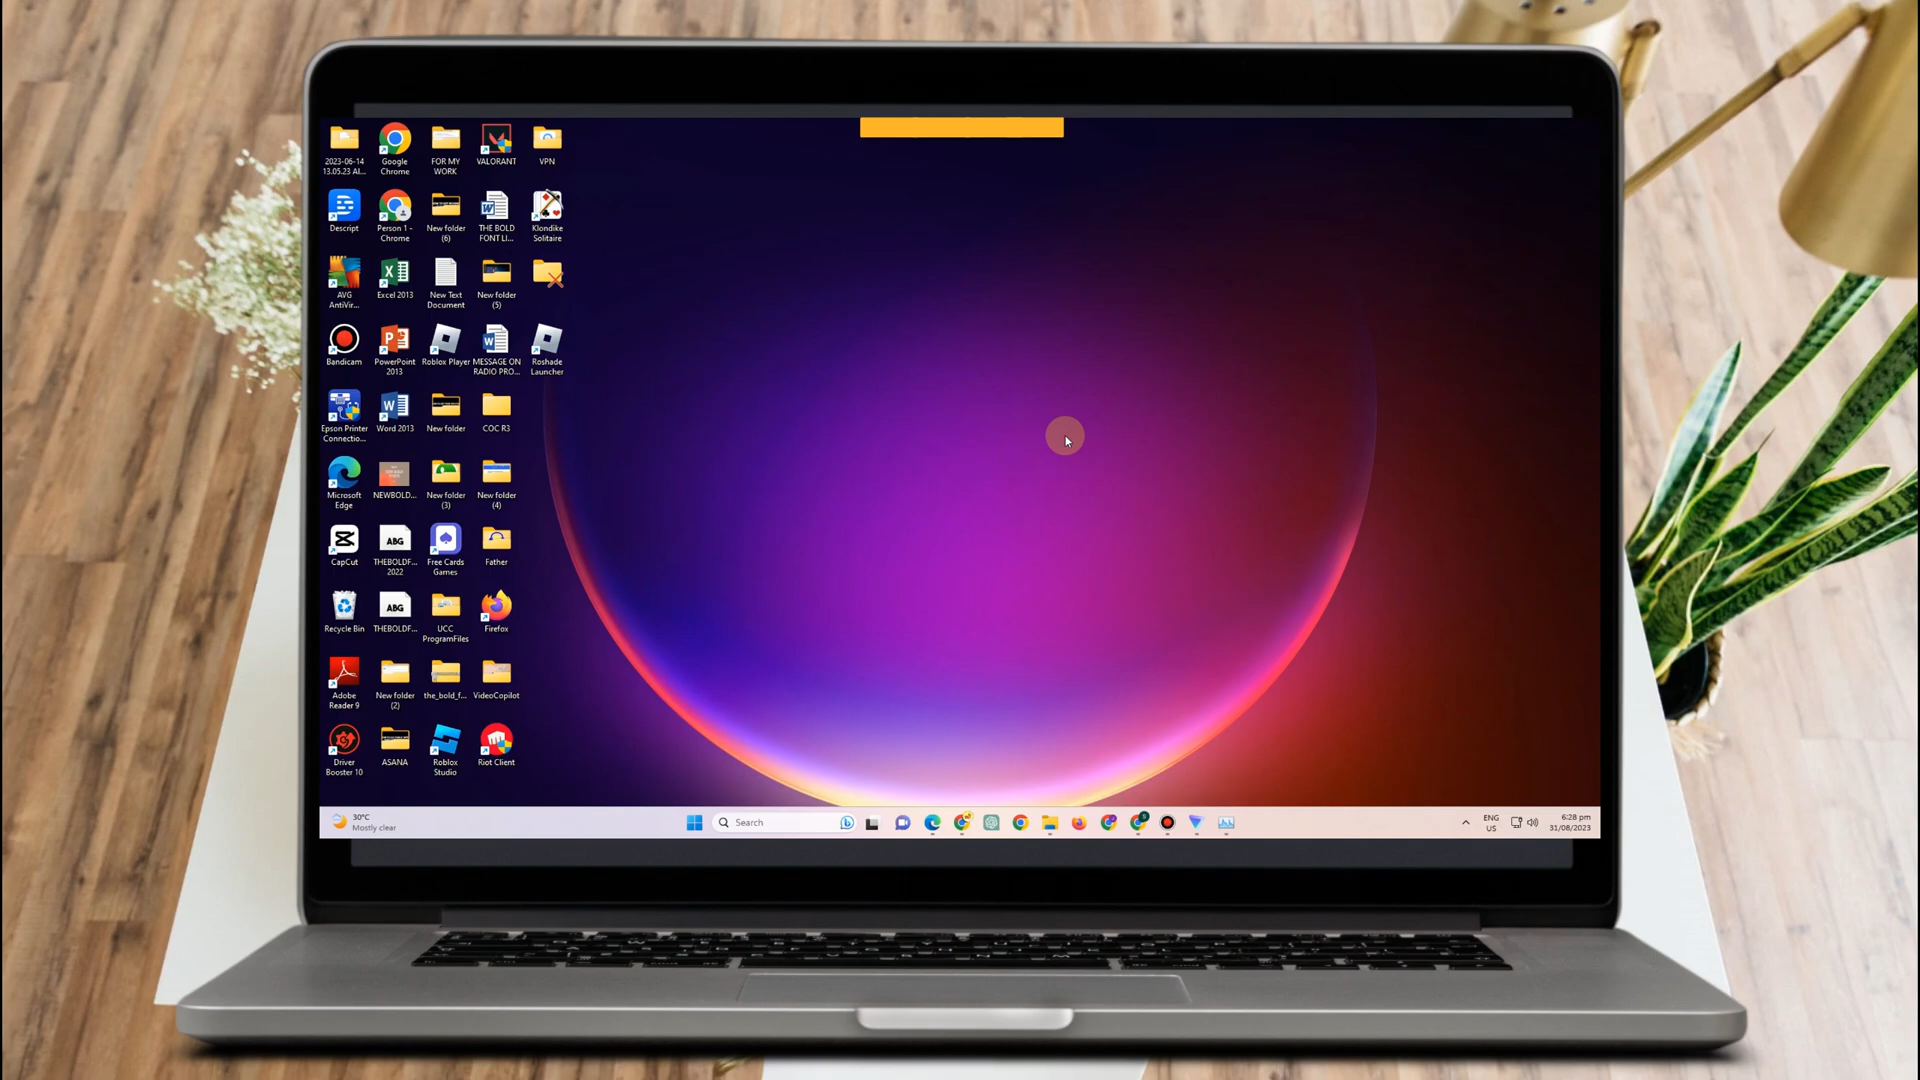 2023-06-14
13.05.23 Al...
Google
Chrome
FOR MY
WORK
VALORANT
VPN
Descript
Person 1 -
Chrome
New folder
(6)
THE BOLD
FONT LI...
Klondike
Solitaire
AVG
AntiVir...
Excel 2013
New Text
Document
New folder
(5)
Bandicam
PowerPoint
2013
Roblox Player
MESSAGE ON
RADIO PRO...
Roshade
Launcher
Epson Printer
Connectio...
Word 2013
New folder
COC R3
Microsoft
Edge
NEWBOLD...
New folder
(3)
New folder
(4)
CapCut
ABG
THEBOLDF...
2022
Free Cards
Games
Father
Recycle Bin
ABG
THEBOLDF...
UCC
ProgramFiles
Firefox
Adobe
Reader 9
New folder
(2)
the_bold_f...
VideoCopilot
Driver
Booster 10
ASANA
Roblox
Studio
Riot Client
30°C
Mostly clear
Search
ENG
US
6:28 pm
31/08/2023